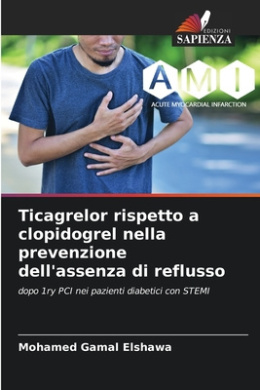 EDIZIONI
SAPIENZA
AMI
ACUTE MYOCARDIAL INFARCTION
Ticagrelor rispetto a
clopidogrel nella
prevenzione
dell'assenza di reflusso
dopo 1ry PCI nei pazienti diabetici con STEMI
Mohamed Gamal Elshawa